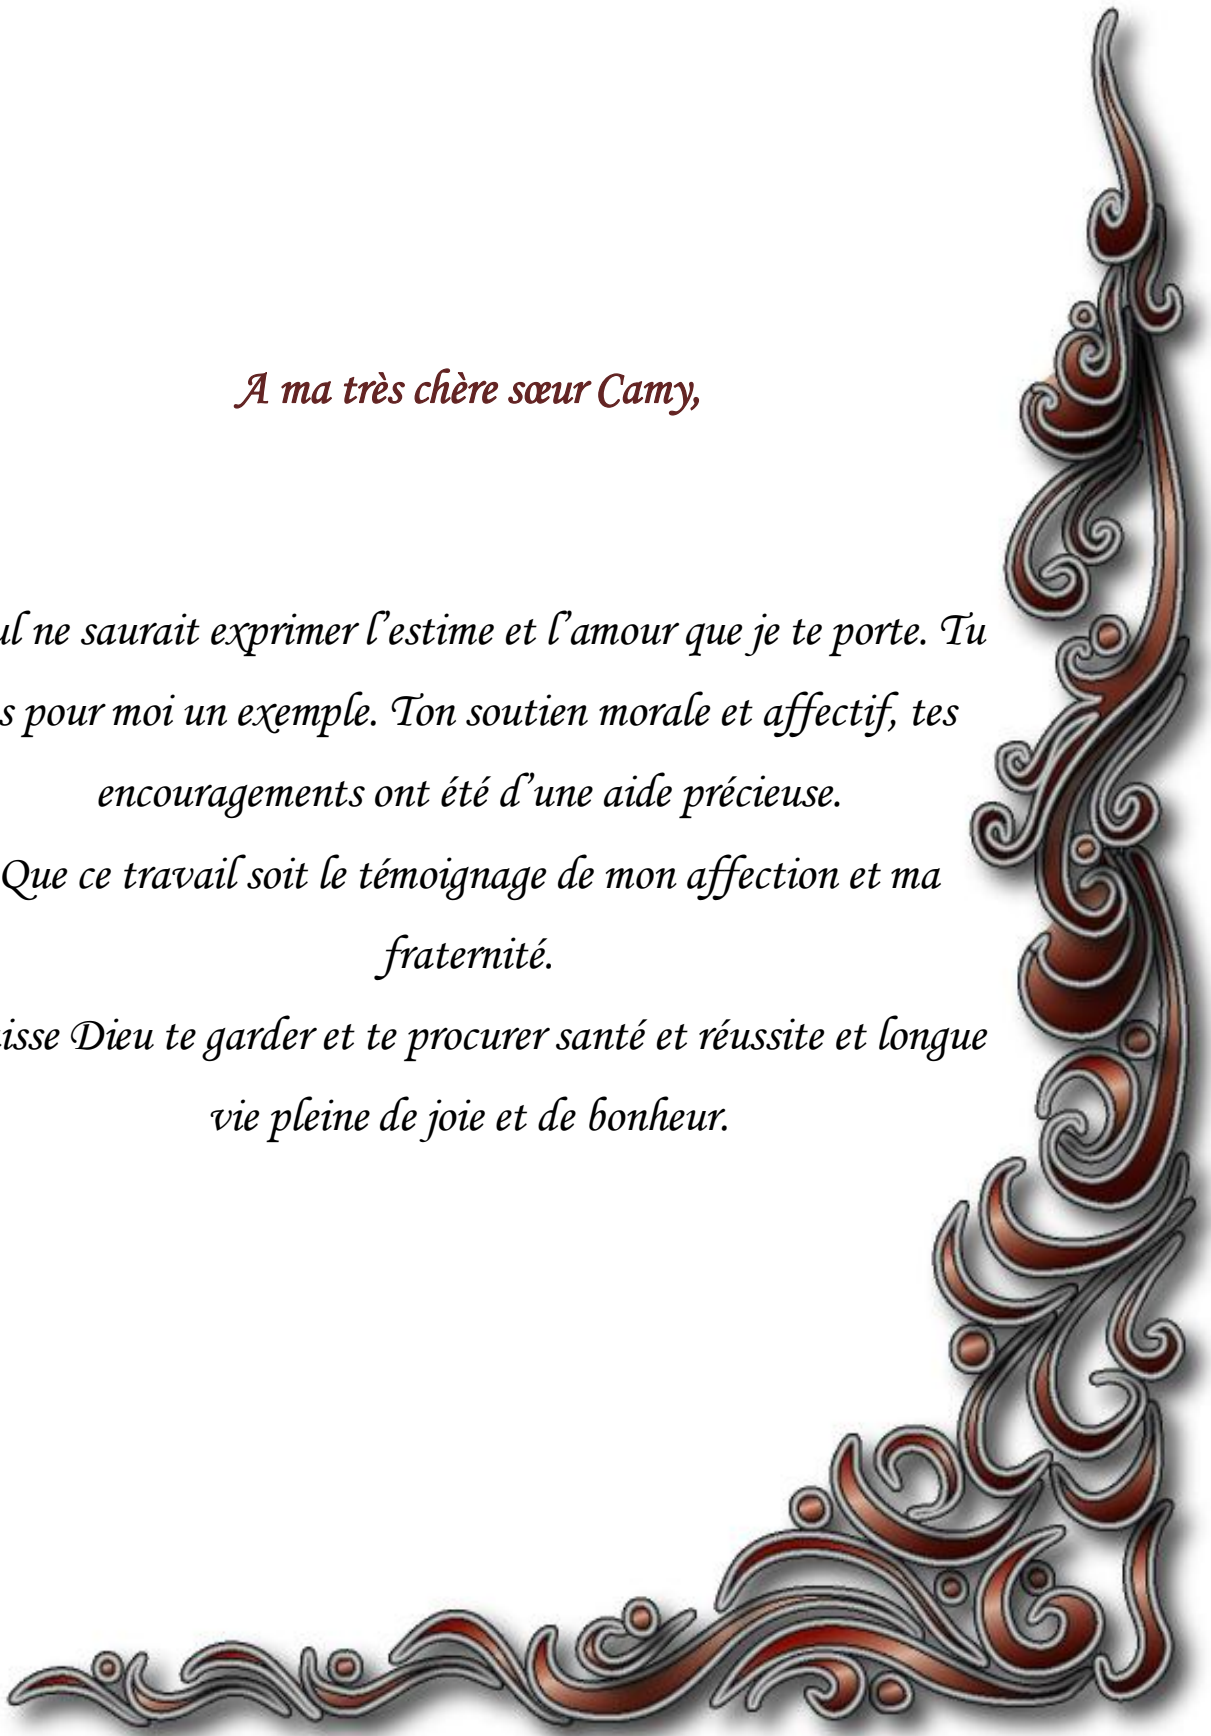 A ma très chère sœur Camy,
ne saurait exprimer l’estime et l’amour que je te porte. Tu
pour moi un exemple. Ton soutien morale et affectif, tes
encouragements ont été d’une aide précieuse.
Que ce travail soit le témoignage de mon affection et ma
fraternité.
Dieu te garder et te procurer santé et réussite et longue
vie pleine de joie et de bonheur.